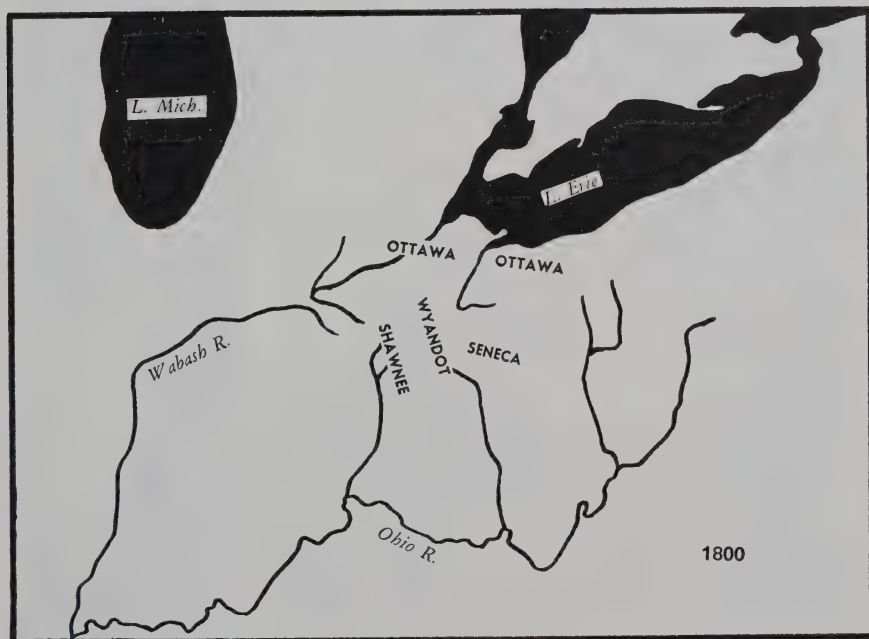 L. Mich.
L. Erie
OTTAWA
OTTAWA
WYANDOT
SHAWNEE
SENECA
Wabash R.
Ohio R.
1800